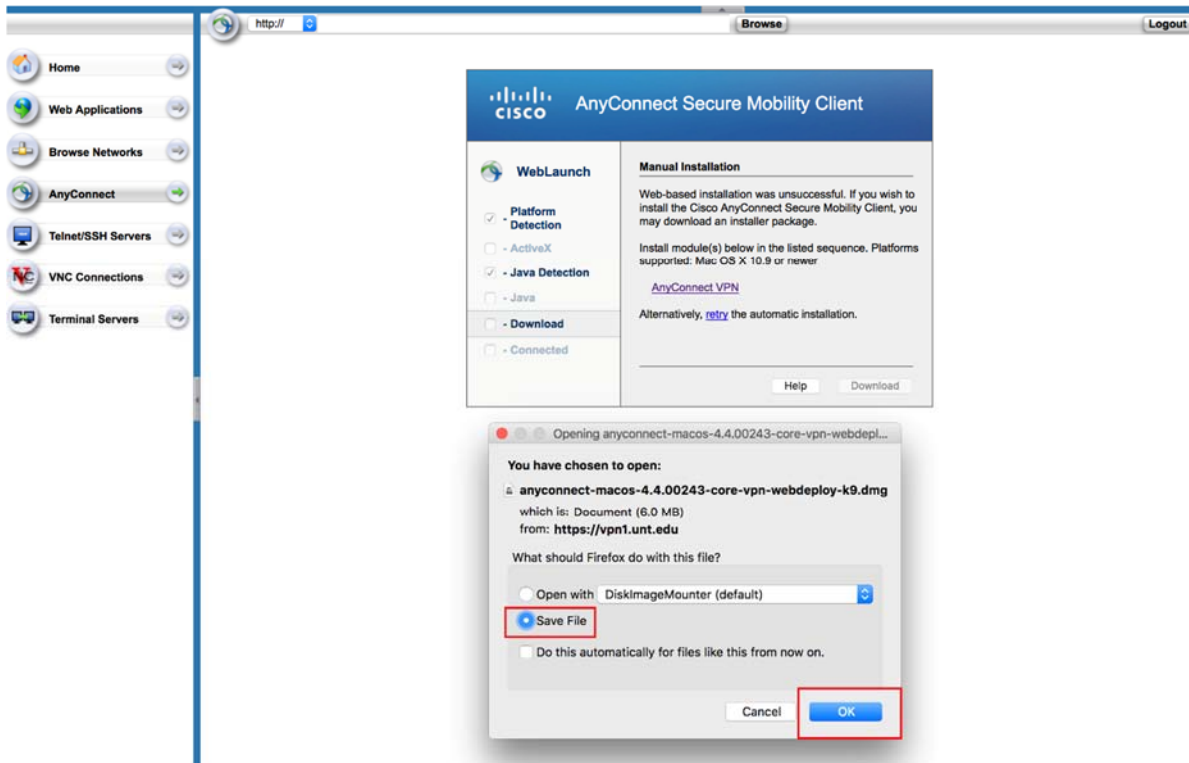 http://
Browse
Logout
Home
Web Applications
Browse Networks
AnyConnect
Telnet/SSH Servers
VNC Connections
Terminal Servers
CISCO
AnyConnect Secure Mobility Client
WebLaunch
- Platform
Detection
- ActiveX
- Java Detection
- Java
- Download
- Connected
Manual Installation
Web-based installation was unsuccessful. If you wish to
install the Cisco AnyConnect Secure Mobility Client, you
may download an installer package.
Install module(s) below in the listed sequence. Platforms
supported: Mac OS X 10.9 or newer
AnyConnect VPN
Alternatively, retry the automatic installation.
Help
Download
Opening anyconnect-macos-4.4.00243-core-vpn-webdepl...
You have chosen to open:
anyconnect-macos-4.4.00243-core-vpn-webdeploy-k9.dmg
which is: Document (6.0 MB)
from: https://vpn1.unt.edu
What should Firefox do with this file?
Open with DiskImageMounter (default)
Save File
Do this automatically for files like this from now on.
Cancel
OK